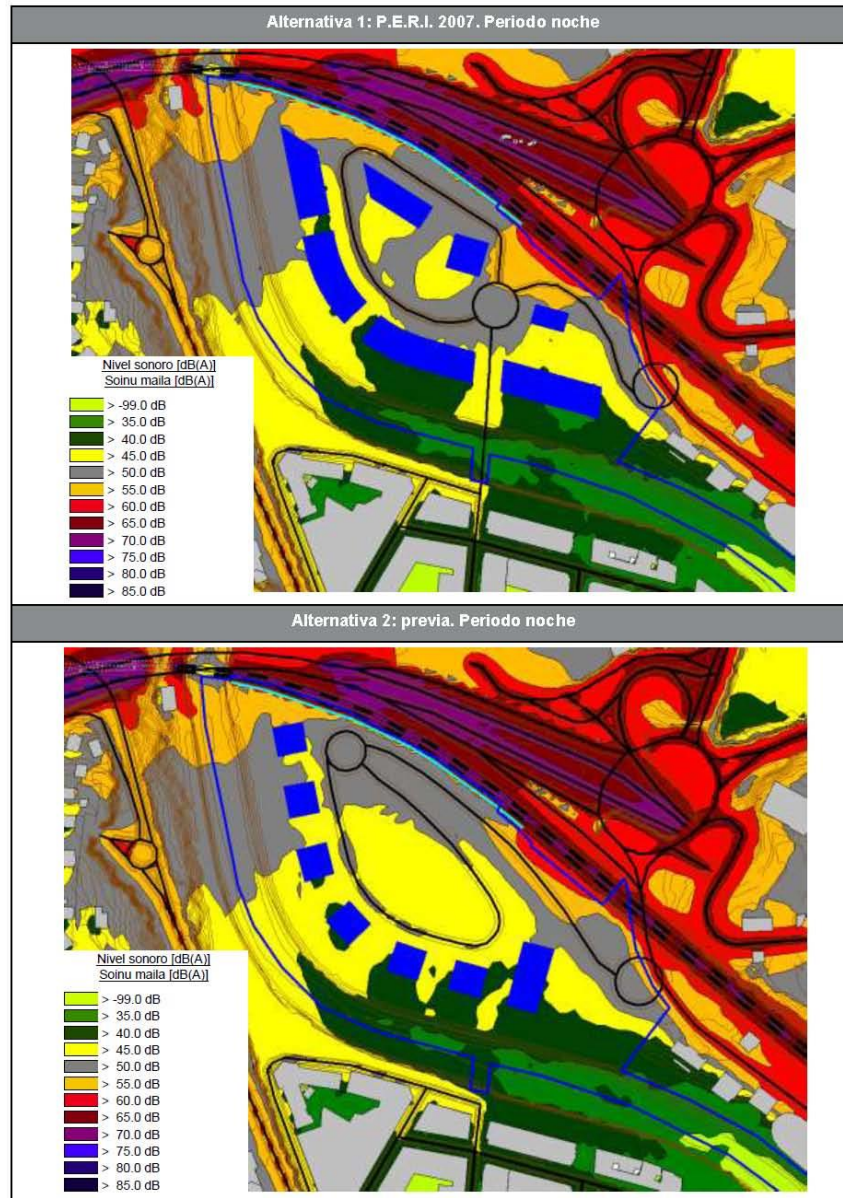 Alternativa 1: P.E.R.I. 2007. Periodo noche
Nivel sonoro [dB(A)]
Soinu maila [dB(A)]
> -99.0 dB
> 35.0 dB
> 40.0 dB
> 45.0 dB
> 50.0 dB
> 55.0 dB
> 60.0 dB
> 65.0 dB
> 70.0 dB
> 75.0 dB
> 80.0 dB
> 85.0 dB
Alternativa 2: previa. Periodo noche
Nivel sonoro [dB(A)]
Soinu maila [dB(A)]
> -99.0 dB
> 35.0 dB
> 40.0 dB
> 45.0 dB
> 50.0 dB
> 55.0 dB
> 60.0 dB
> 65.0 dB
> 70.0 dB
> 75.0 dB
> 80.0 dB
> 85.0 dB